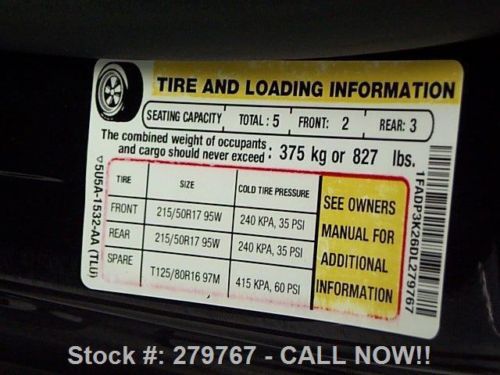 TIRE AND LOADING INFORMATION
SEATING CAPACITY TOTAL : 5 FRONT: 2 REAR: 3
The combined weight of occupants
and cargo should never exceed : 375 kg or 827 lbs.
TIRE SIZE COLD TIRE PRESSURE
FRONT 215/50R17 95W 240 KPA, 35 PSI
REAR 215/50R17 95W 240 KPA, 35 PSI
SPARE T125/80R16 97M 415 KPA, 60 PSI
SEE OWNERS
MANUAL FOR
ADDITIONAL
INFORMATION
5U5A-1532-AA (TLU)
1FADP3K26DL279767
Stock #: 279767 - CALL NOW!!